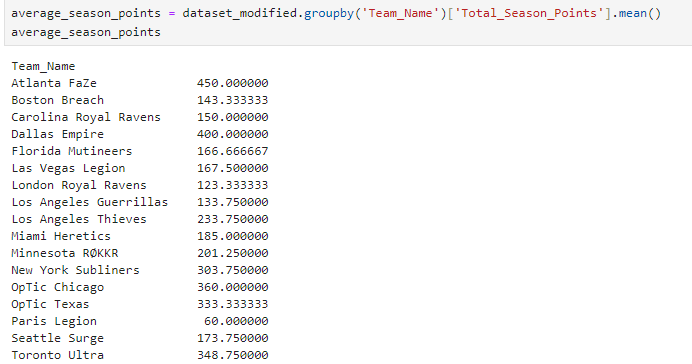 average_season_points = dataset_modified.groupby('Team_Name')['Total_Season_Points'].mean()
average_season_points
Team_Name
Atlanta FaZe 450.000000
Boston Breach 143.333333
Carolina Royal Ravens 150.000000
Dallas Empire 400.000000
Florida Mutineers 166.666667
Las Vegas Legion 167.500000
London Royal Ravens 123.333333
Los Angeles Guerrillas 133.750000
Los Angeles Thieves 233.750000
Miami Heretics 185.000000
Minnesota RØKKR 201.250000
New York Subliners 303.750000
OpTic Chicago 360.000000
OpTic Texas 333.333333
Paris Legion 60.000000
Seattle Surge 173.750000
Toronto Ultra 348.750000